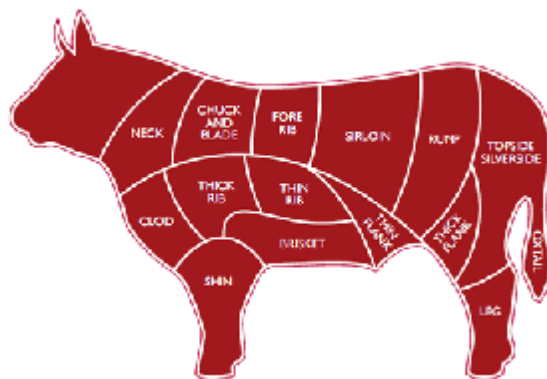 CHUCK
AND
BLADE
FORE
RIB
NECK
SIRLOIN
RUMP
TOPSIDE
SILVERSIDE
THICK
RIB
THIN
RIB
CLOD
THIN
FLANK
THICK
FLANK
BRISKET
OXTAIL
SHIN
LEG